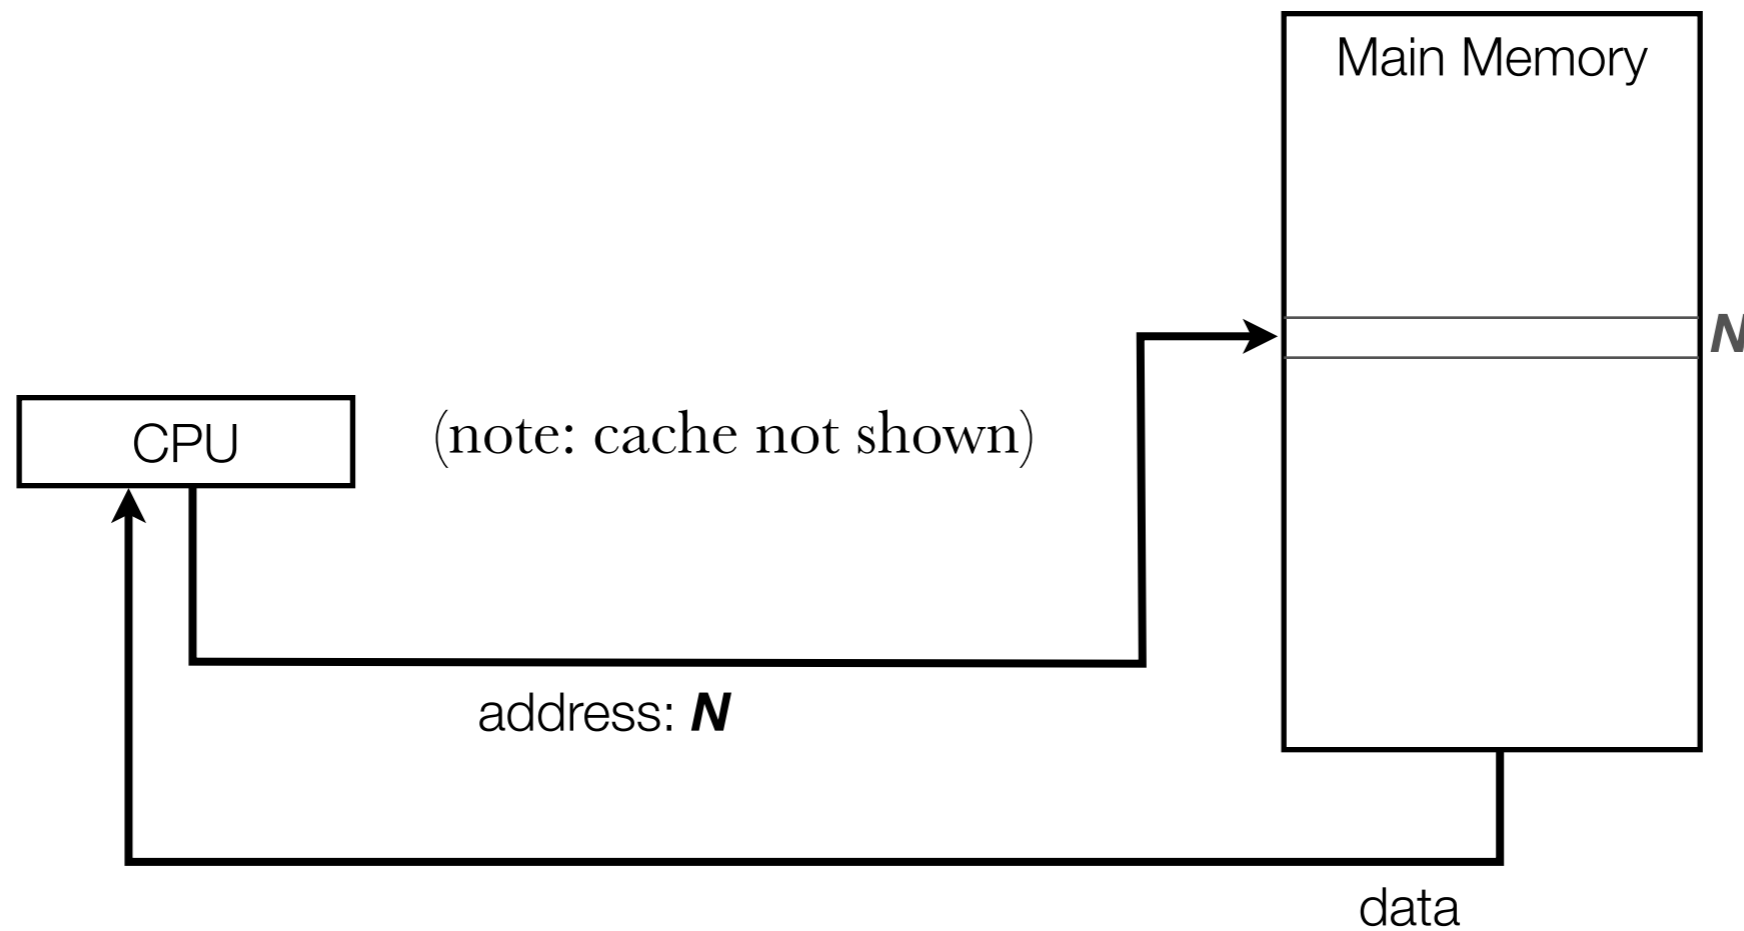 Main Memory
N
CPU
(note: cache not shown)
address: N
data